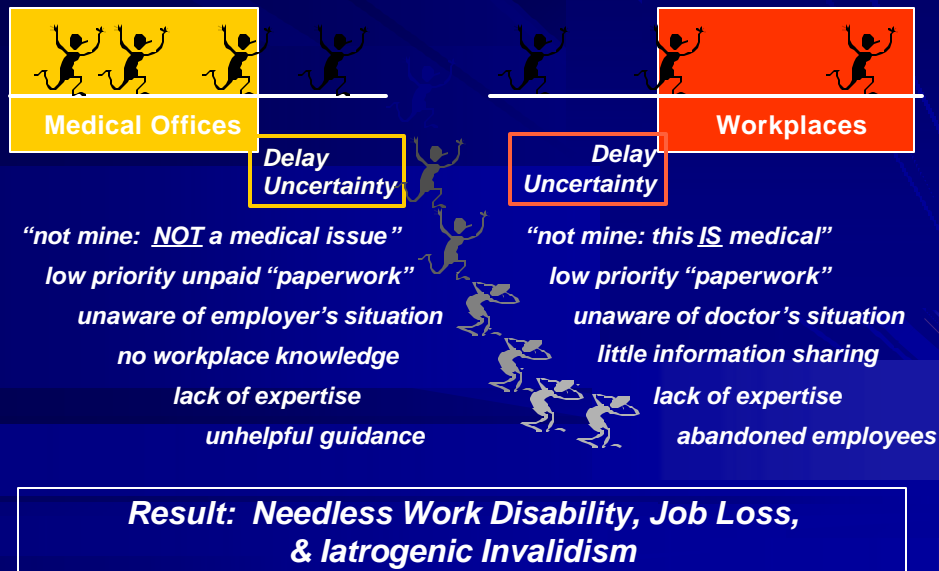 Medical Offices
Delay
Uncertainty
“not mine: NOT a medical issue”
low priority unpaid “paperwork”
unaware of employer’s situation
no workplace knowledge
lack of expertise
unhelpful guidance
Workplaces
Delay
Uncertainty
“not mine: this IS medical”
low priority “paperwork”
unaware of doctor’s situation
little information sharing
lack of expertise
abandoned employees
Result: Needless Work Disability, Job Loss,
& Iatrogenic Invalidism